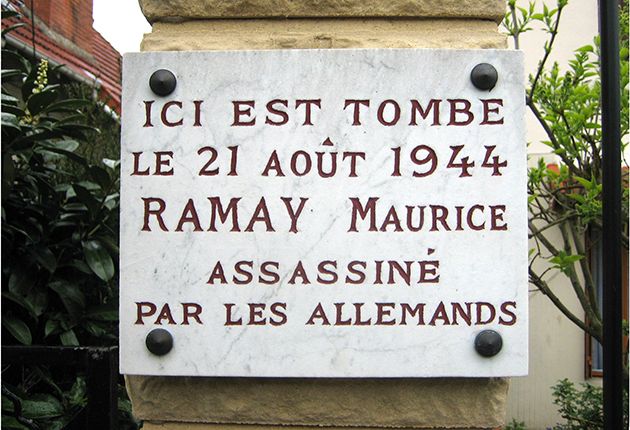 ICI EST TOMBE
LE 21 AOÛT 1944
RAMAY MAURICE
ASSASSINÉ
PAR LES ALLEMANDS